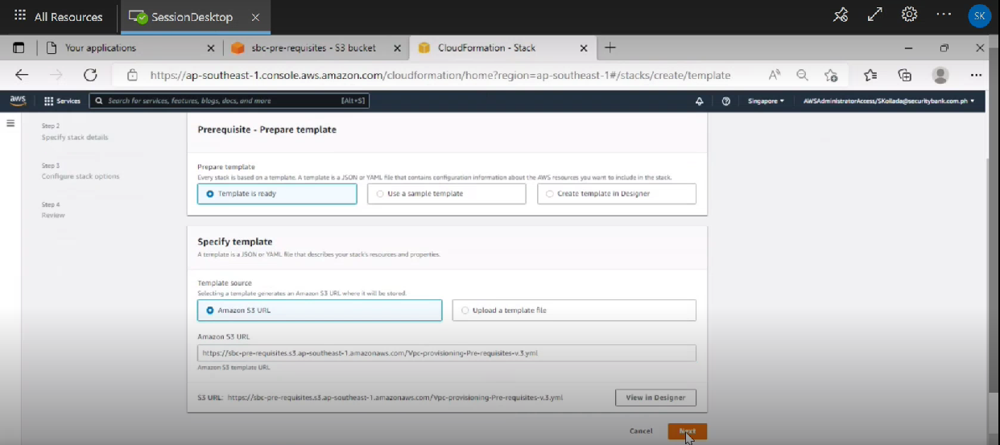 All Resources
SessionDesktop
SK
Your applications
sbc-pre-requisites - S3 bucket
CloudFormation - Stack
https://ap-southeast-1.console.aws.amazon.com/cloudformation/home?region=ap-southeast-1#/stacks/create/template
aws
Services
Search for services, features, blogs, docs, and more
[Alt+S]
Singapore
AWSAdministratorAccess/SKollada@securitybank.com.ph
Step 2
Specify stack details
Step 3
Configure stack options
Step 4
Review
Prerequisite - Prepare template
Prepare template
Every stack is based on a template. A template is a JSON or YAML file that contains configuration information about the AWS resources you want to include in the stack.
Template is ready
Use a sample template
Create template in Designer
Specify template
A template is a JSON or YAML file that describes your stack's resources and properties.
Template source
Selecting a template generates an Amazon S3 URL where it will be stored.
Amazon S3 URL
Upload a template file
Amazon S3 URL
https://sbc-pre-requisites.s3.ap-southeast-1.amazonaws.com/Vpc-provisioning-Pre-requisites-v.3.yml
Amazon S3 template URL
S3 URL: https://sbc-pre-requisites.s3.ap-southeast-1.amazonaws.com/Vpc-provisioning-Pre-requisites-v.3.yml
View in Designer
Cancel
Next